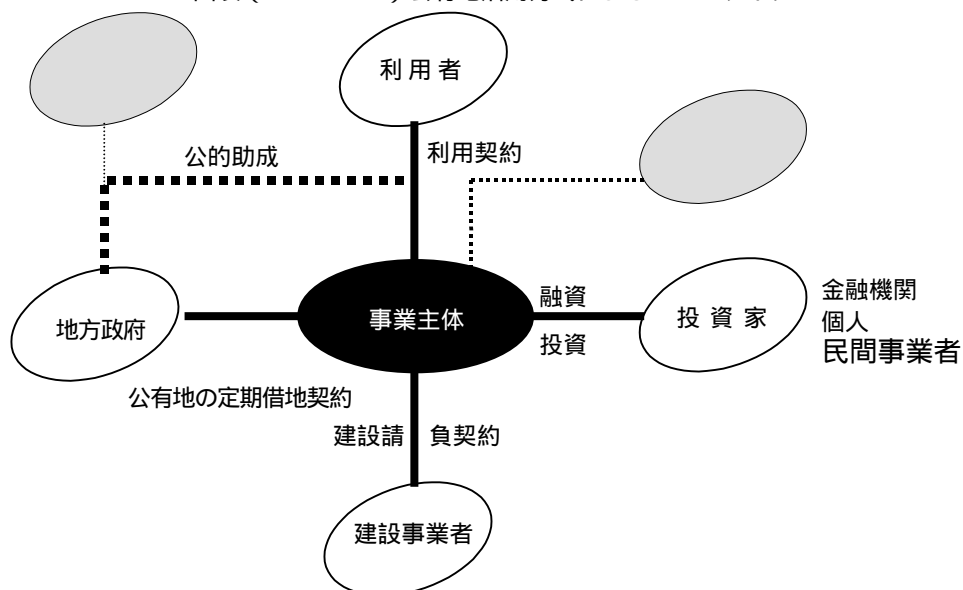 利 用 者
公的助成
利用契約
地方政府
事業主体
融資
投資
投 資 家
金融機関
個人
民間事業者
公有地の定期借地契約
建設請
負契約
建設事業者